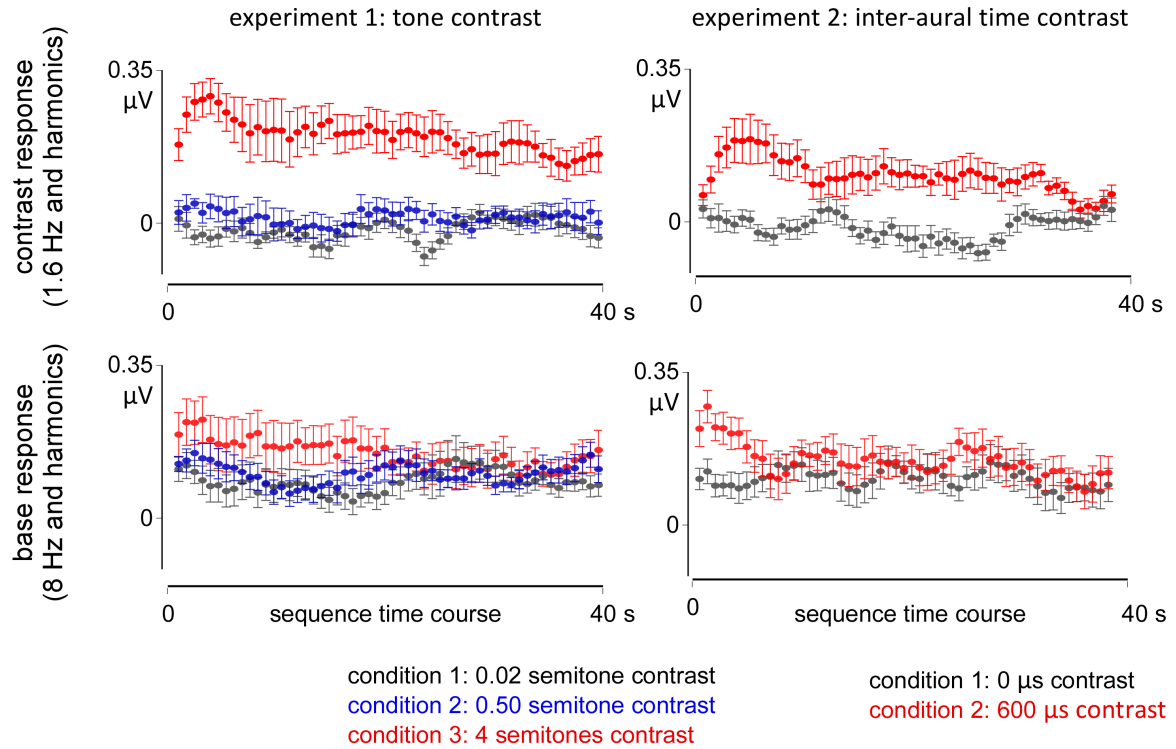 experiment 1: tone contrast
experiment 2: inter-aural time contrast
contrast response
(1.6 Hz and harmonics)
0.35
µV
0
0
40 s
0.35
µV
0
0
40 s
base response
(8 Hz and harmonics)
0.35
µV
0
0
sequence time course
40 s
0.35
µV
0
0
sequence time course
40 s
condition 1: 0.02 semitone contrast
condition 2: 0.50 semitone contrast
condition 3: 4 semitones contrast
condition 1: 0 µs contrast
condition 2: 600 µs contrast